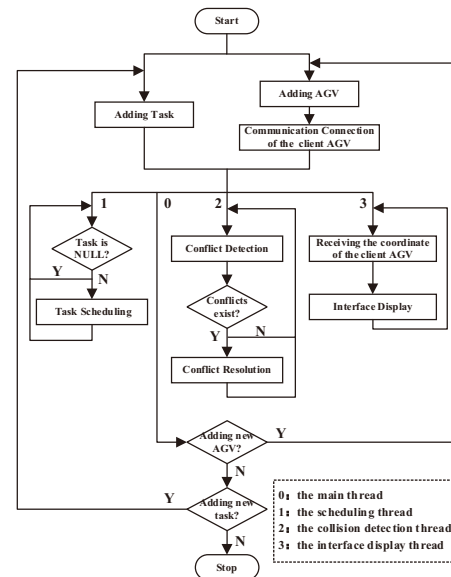 Start
Adding Task
Adding AGV
Communication Connection
of the client AGV
1
0
2
3
Task is
NULL?
Y
N
Task Scheduling
Conflict Detection
Conflicts
exist?
Y
N
Conflict Resolution
Receiving the coordinate
of the client AGV
Interface Display
Adding new
AGV?
Y
N
Adding new
task?
Y
N
Stop
0: the main thread
1: the scheduling thread
2: the collision detection thread
3: the interface display thread